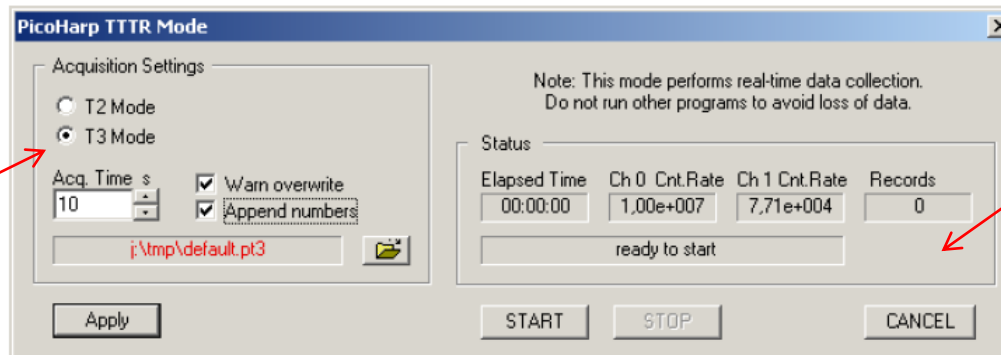 PicoHarp TTTR Mode
Acquisition Settings
T2 Mode
T3 Mode
Acq. Time s
10
Warn overwrite
Append numbers
j:\tmp\default.pt3
Apply
Note: This mode performs real-time data collection.
Do not run other programs to avoid loss of data.
Status
Elapsed Time Ch 0 Cnt.Rate Ch 1 Cnt.Rate Records
00:00:00 1,00e+007 7,71e+004 0
ready to start
START STOP CANCEL